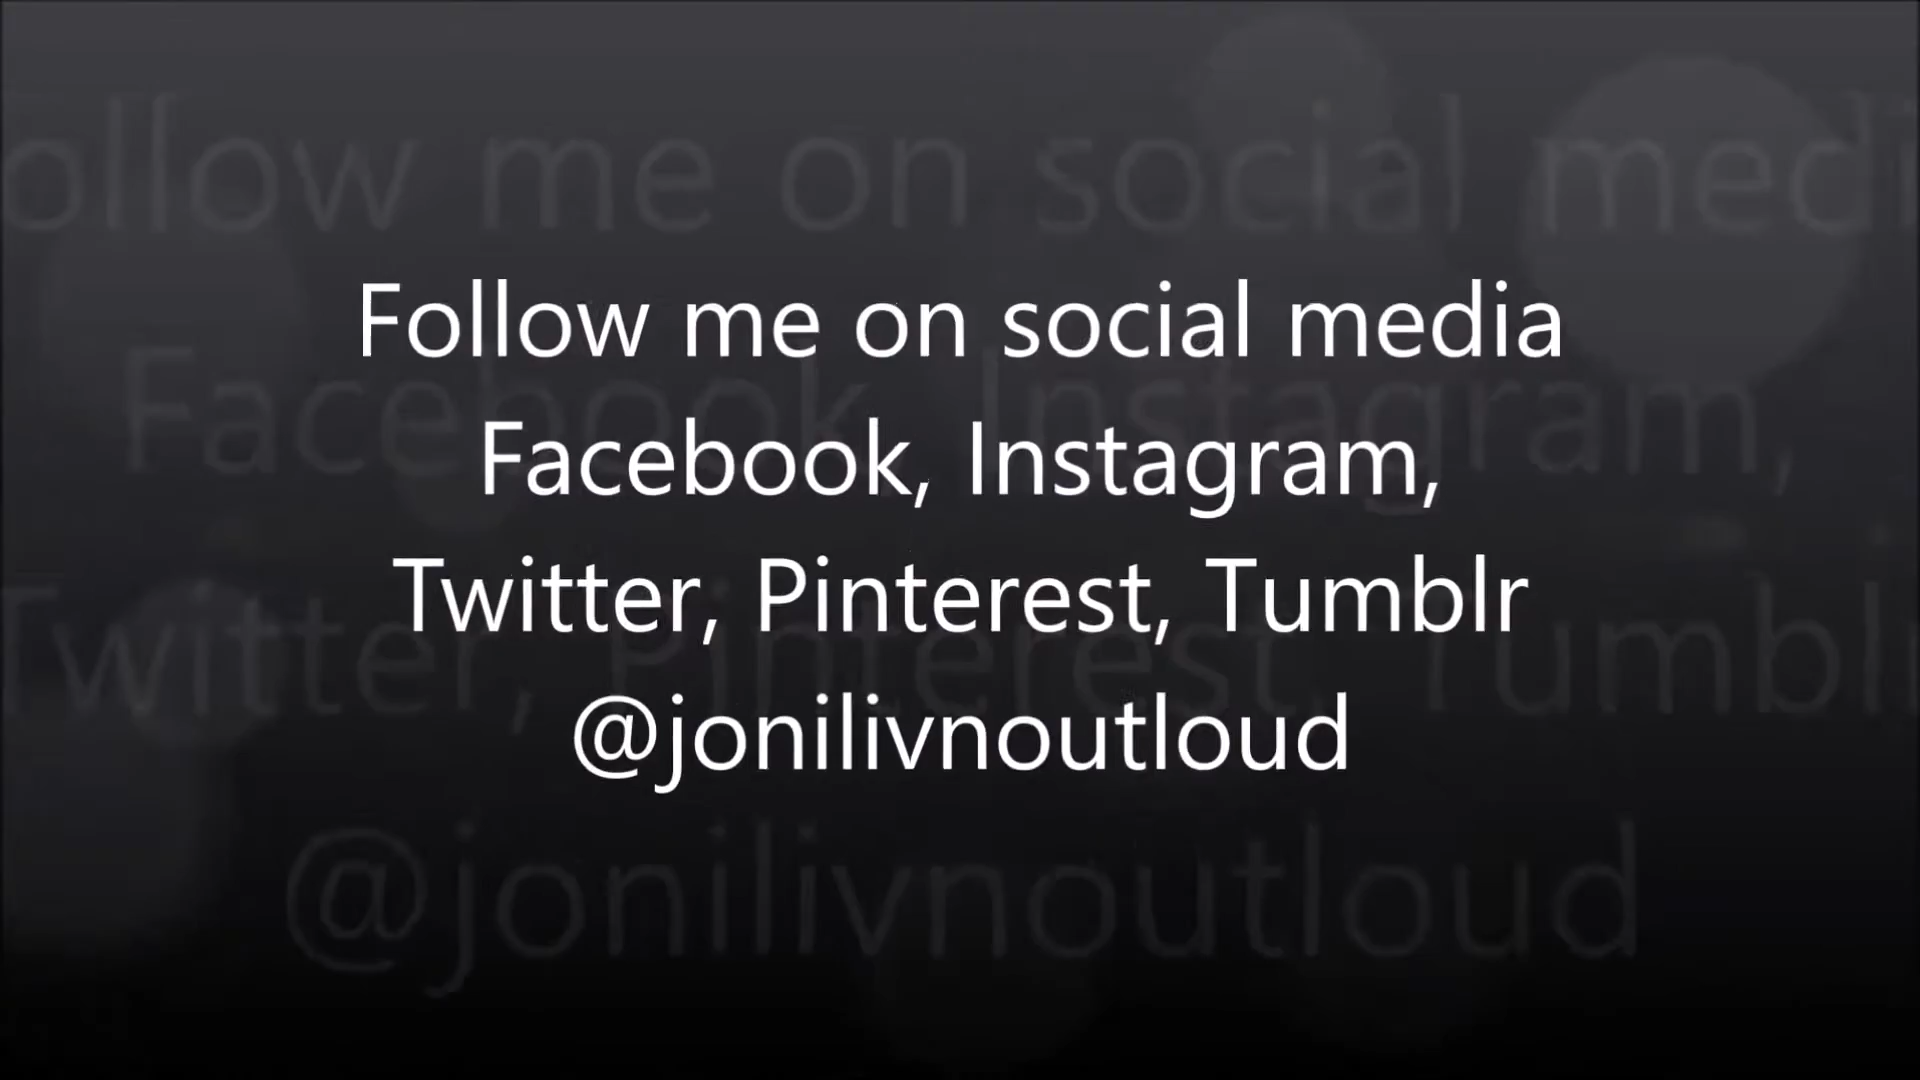 Follow me on social media
Facebook, Instagram,
Twitter, Pinterest, Tumblr
@jonilivnoutloud